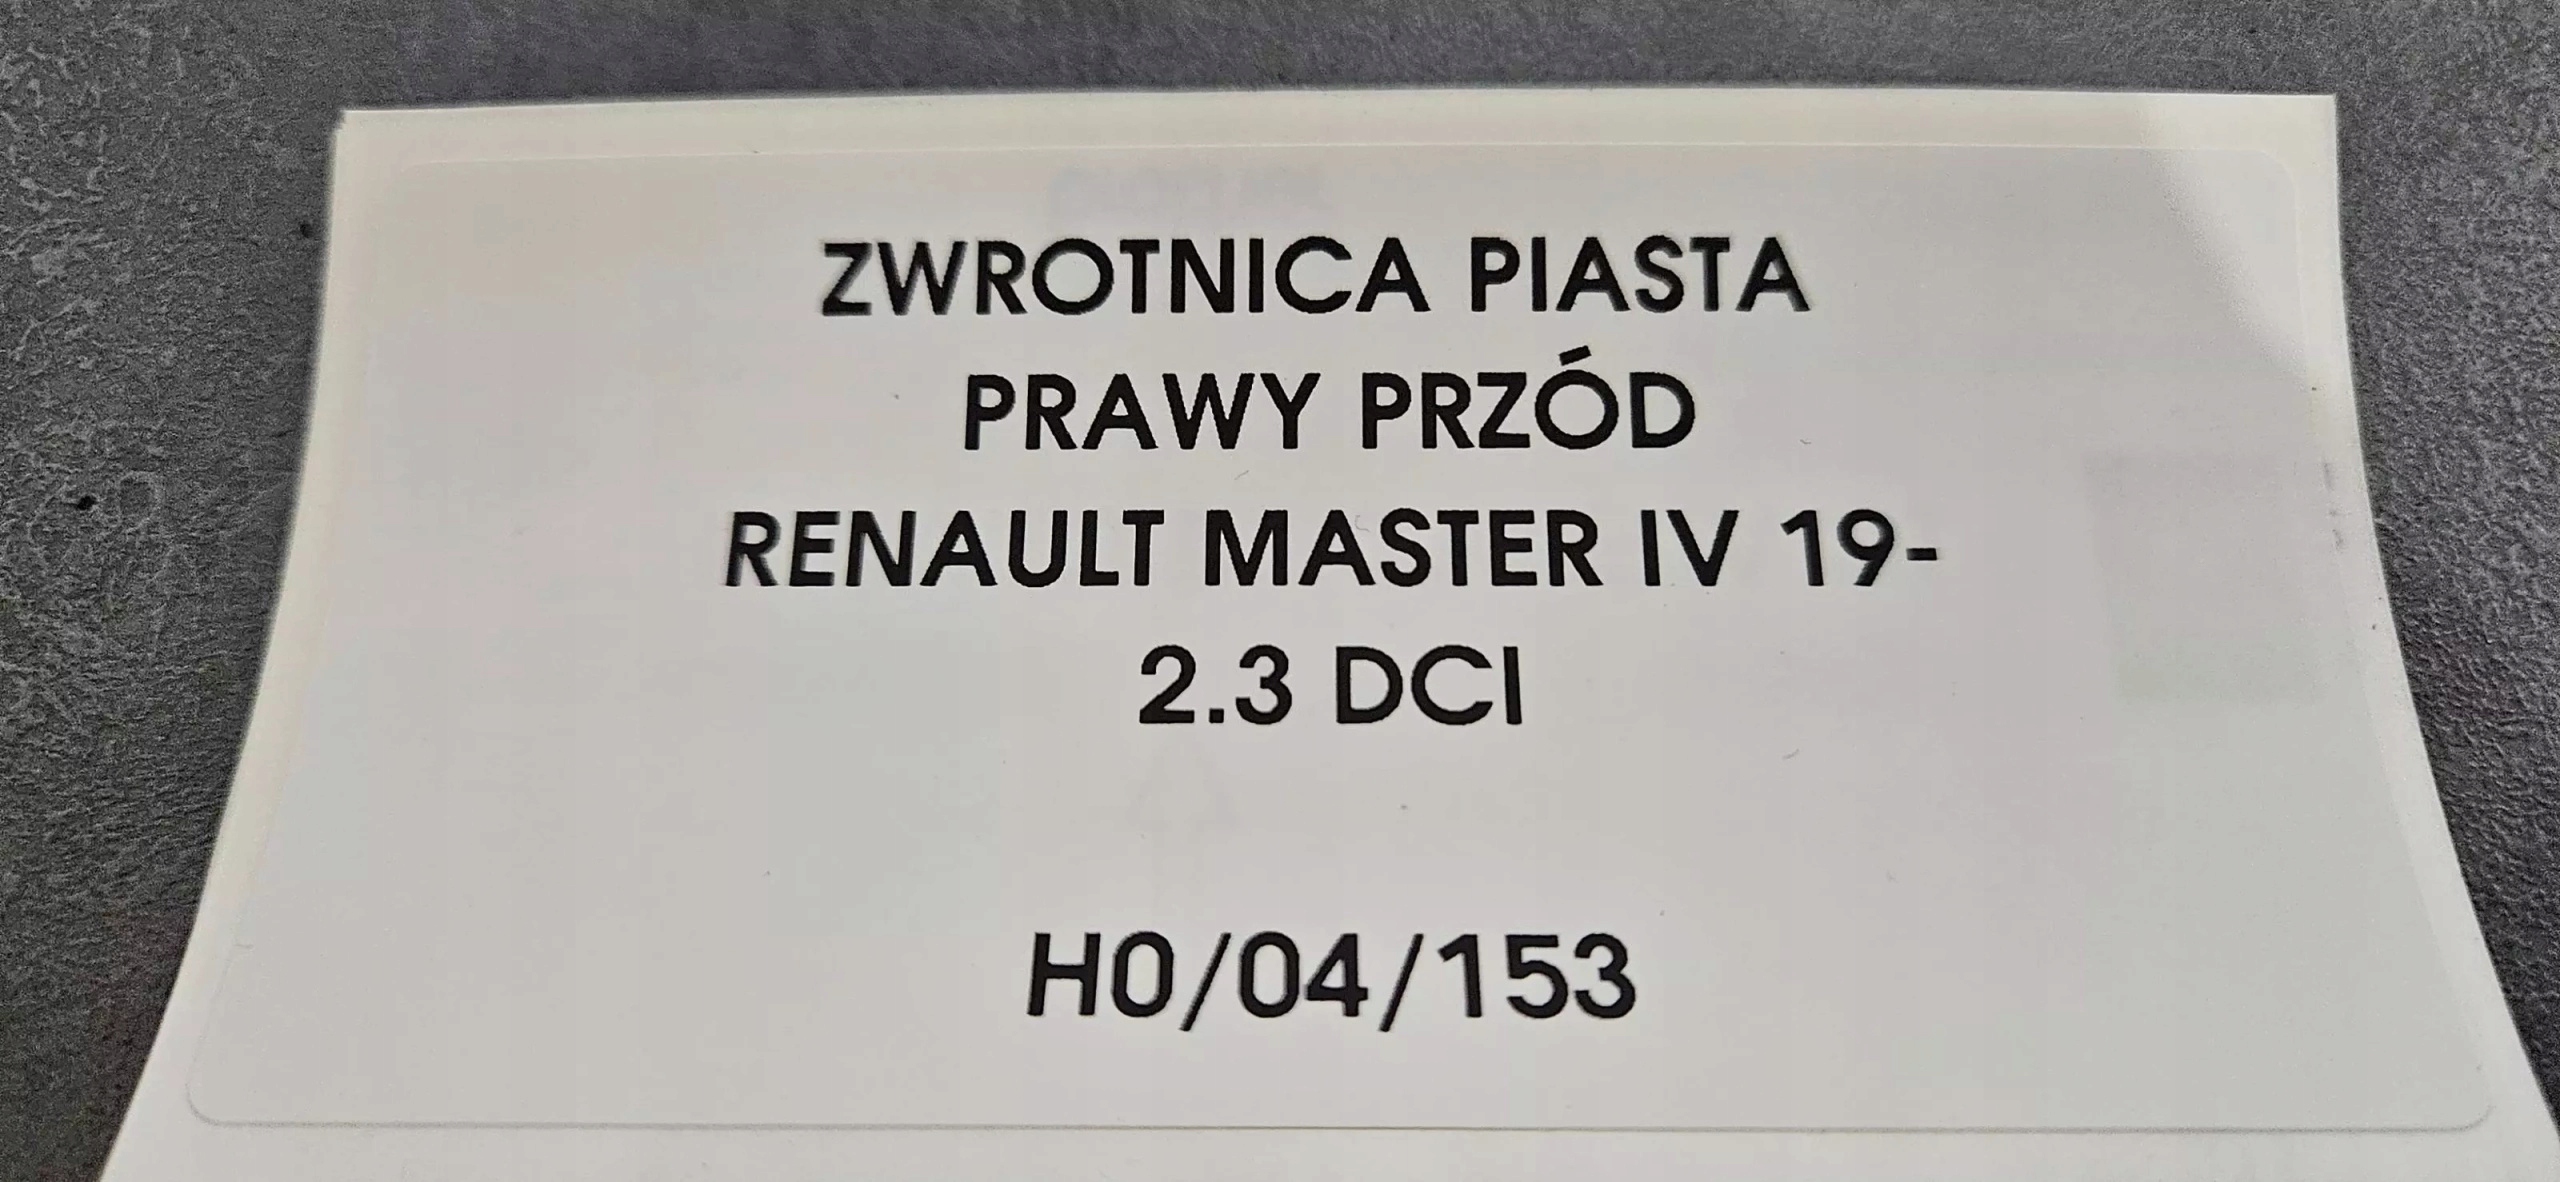 ZWROTNICA PIASTA
PRAWY PRZÓD
RENAULT MASTER IV 19-
2.3 DCI
H0/04/153